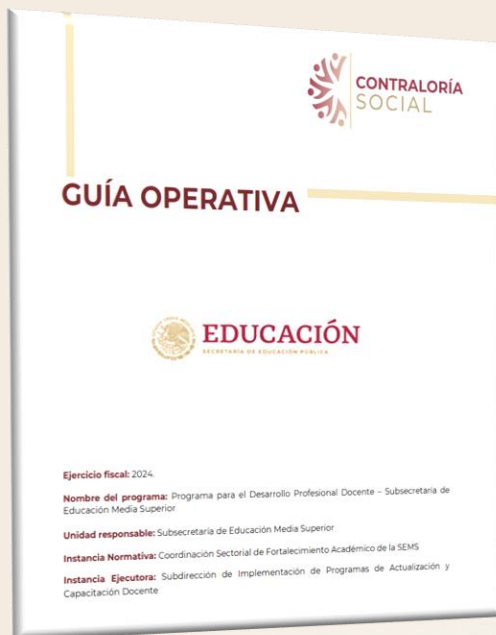 CONTRALORÍA
SOCIAL
GUÍA OPERATIVA
EDUCACIÓN
SECRETARÍA DE EDUCACIÓN PÚBLICA
Ejercicio fiscal: 2024.
Nombre del programa: Programa para el Desarrollo Profesional Docente – Subsecretaría de
Educación Media Superior
Unidad responsable: Subsecretaría de Educación Media Superior
Instancia Normativa: Coordinación Sectorial de Fortalecimiento Académico de la SEMS
Instancia Ejecutora: Subdirección de Implementación de Programas de Actualización y
Capacitación Docente